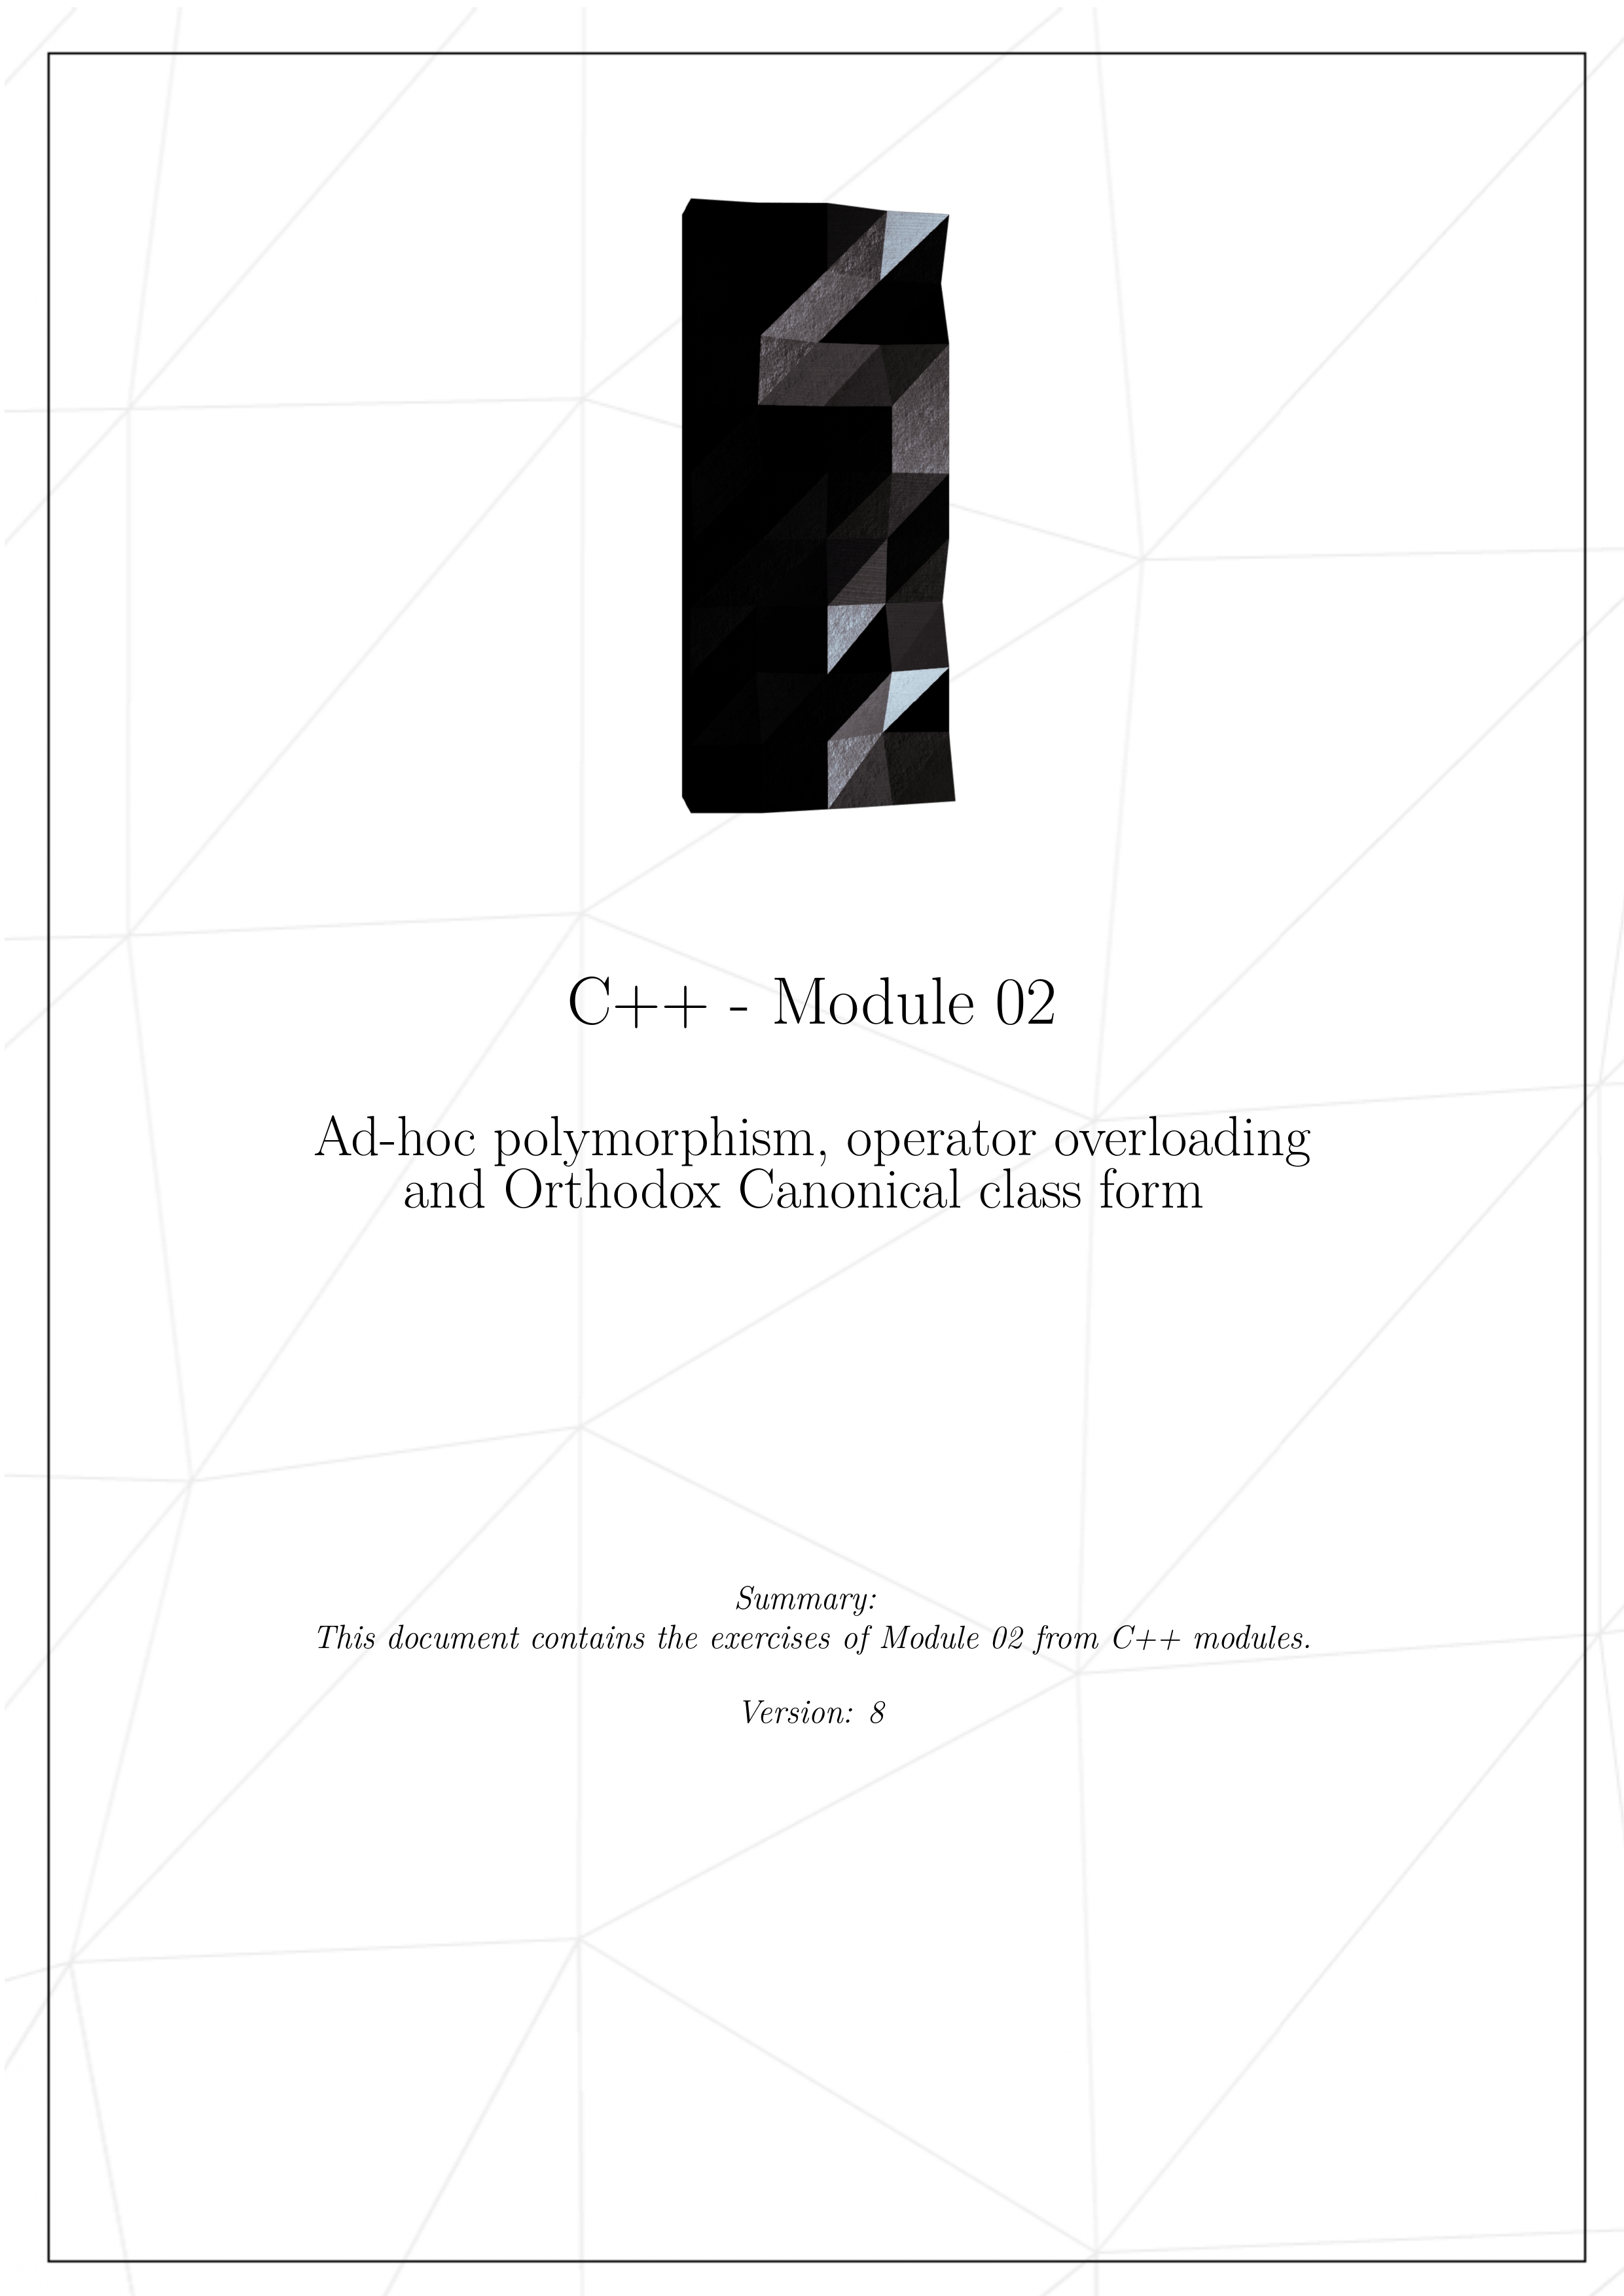 C++ - Module 02
Ad-hoc polymorphism, operator overloading
and Orthodox Canonical class form
Summary:
This document contains the exercises of Module 02 from C++ modules.
Version: 8